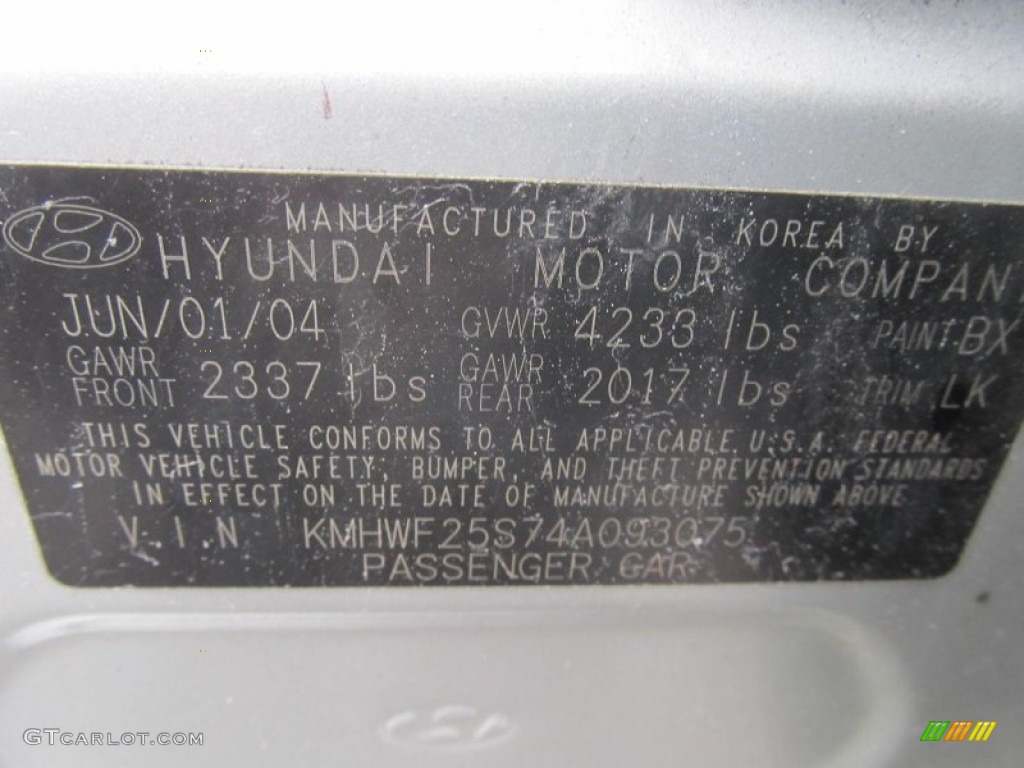 MANUFACTURED IN KOREA BY
HYUNDAI MOTOR COMPANY
JUN/01/04 GVWR 4233 lbs PAINT BX
GAWR FRONT 2337 lbs GAWR REAR 2017 lbs TRIM LK
THIS VEHICLE CONFORMS TO ALL APPLICABLE U.S.A. FEDERAL
MOTOR VEHICLE SAFETY, BUMPER, AND THEFT PREVENTION STANDARDS
IN EFFECT ON THE DATE OF MANUFACTURE SHOWN ABOVE
V.I.N KMHWF25S74A093075
PASSENGER CAR
GTCARLOT.COM